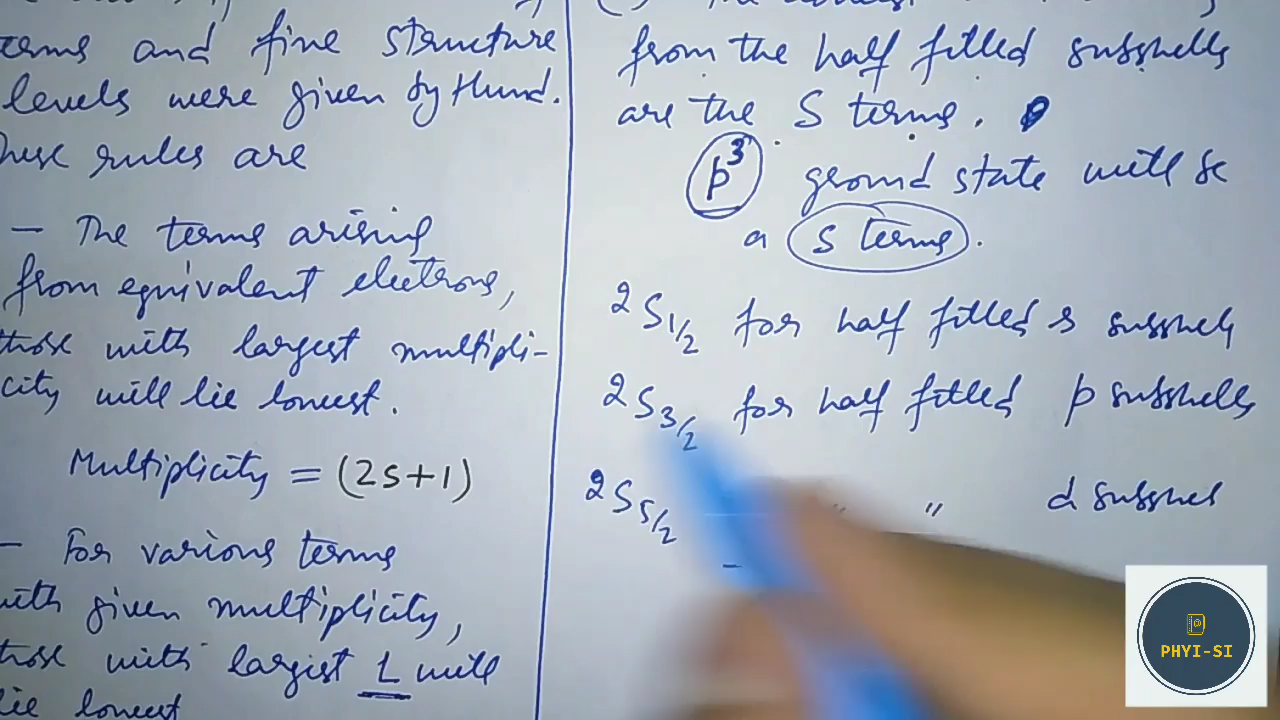 terms and fine structure
levels were given by Hund.
These rules are
– The terms arising
from equivalent electrons,
those with largest multipli-
city will lie lowest.
Multiplicity = (2s+1)
– For various terms
with given multiplicity,
those with largest L will
lie lowest
from the half filled subshells
are the S terms.
p³ ground state will be
a S terms.
²S₁/₂ for half filled s subshels
²S₃/₂ for half filled p subshells
²S₅/₂ " " d subshel
PHYI-SI